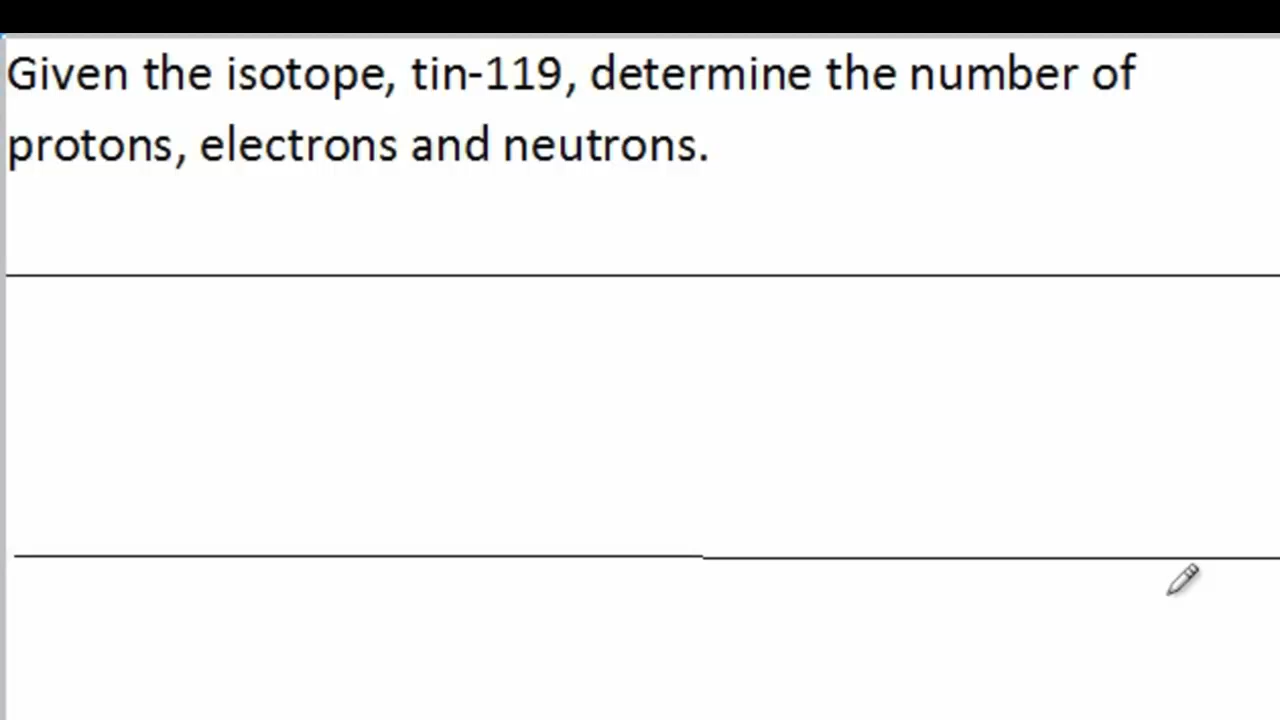 Given the isotope, tin-119, determine the number of
protons, electrons and neutrons.